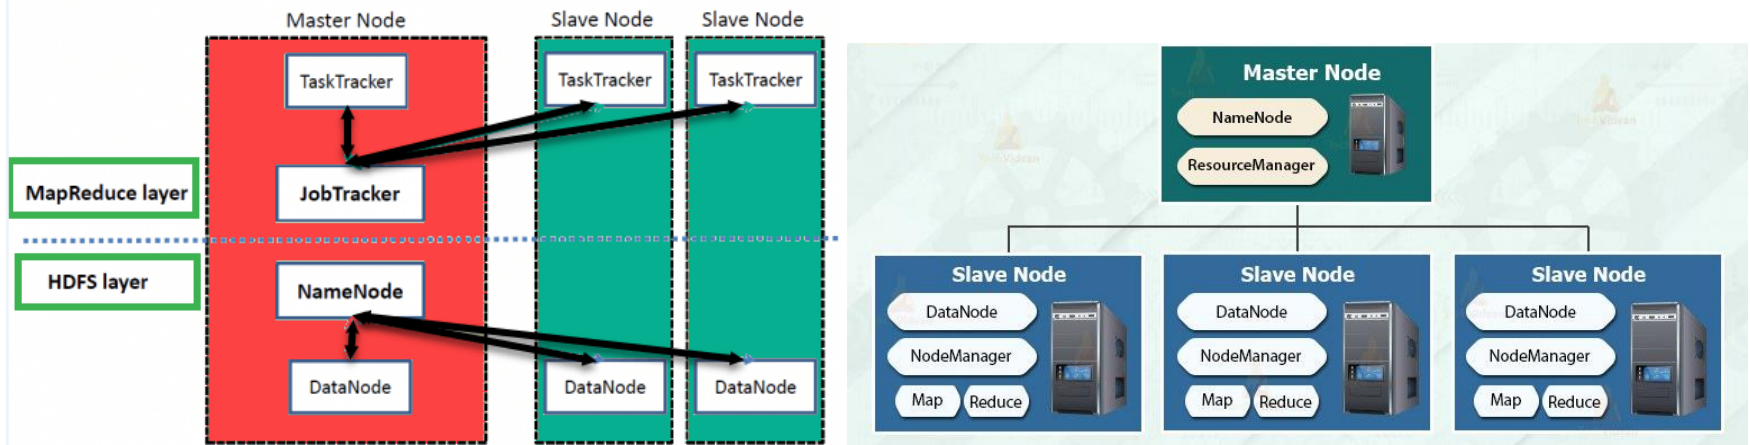 Master Node
Slave Node
Slave Node
TaskTracker
TaskTracker
TaskTracker
MapReduce layer
JobTracker
HDFS layer
NameNode
DataNode
DataNode
DataNode
Master Node
NameNode
ResourceManager
Slave Node
DataNode
NodeManager
Map
Reduce
Slave Node
DataNode
NodeManager
Map
Reduce
Slave Node
DataNode
NodeManager
Map
Reduce
TechVidvan
TechVidvan